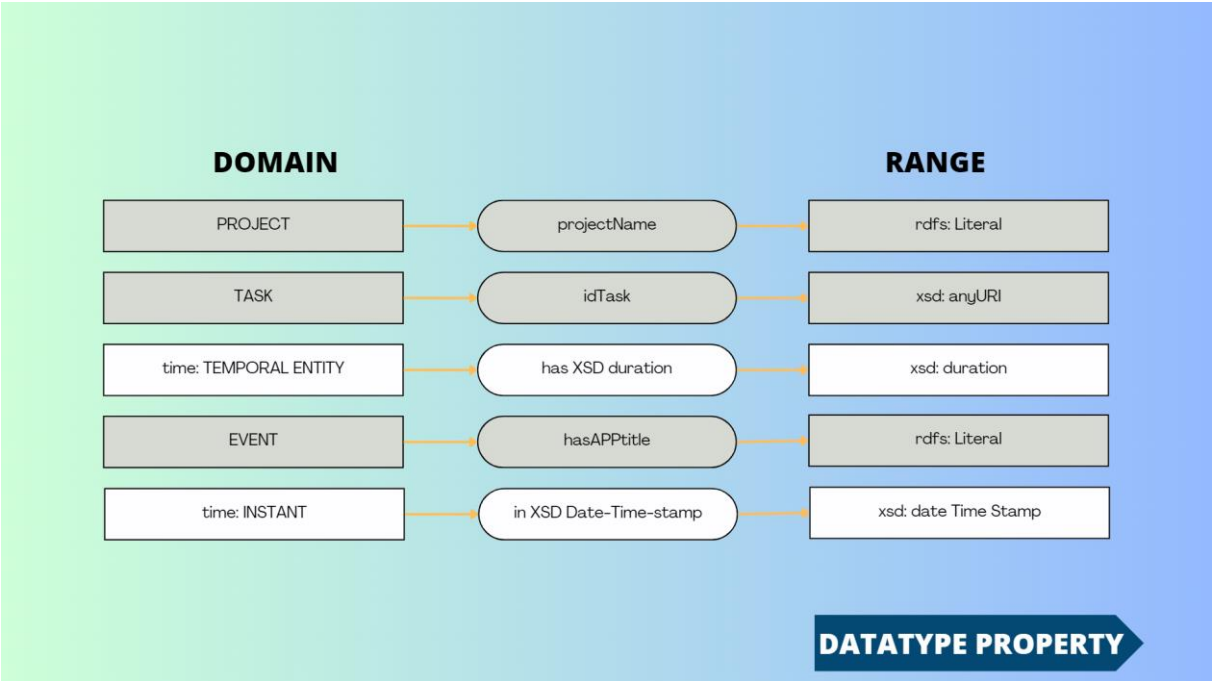 DOMAIN RANGE
PROJECT projectName rdfs: Literal
TASK idTask xsd: anyURI
time: TEMPORAL ENTITY has XSD duration xsd: duration
EVENT hasAPPtitle rdfs: Literal
time: INSTANT in XSD Date-Time-stamp xsd: date Time Stamp
DATATYPE PROPERTY